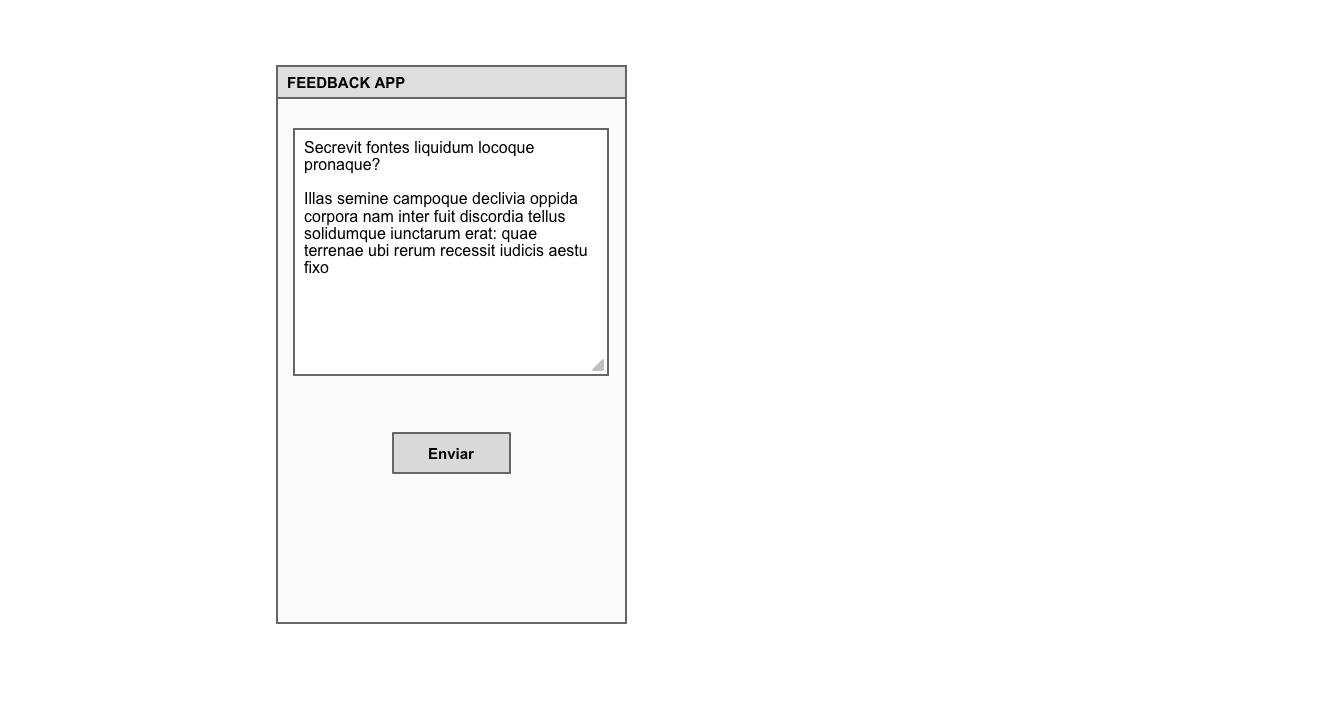 FEEDBACK APP
Secrevit fontes liquidum locoque
pronaque?
Illas semine campoque declivia oppida
corpora nam inter fuit discordia tellus
solidumque iunctarum erat: quae
terrenae ubi rerum recessit iudicis aestu
fixo
Enviar